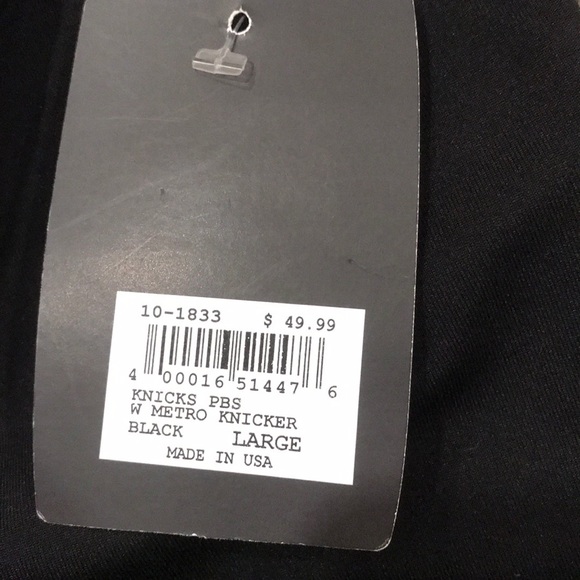 10-1833 $ 49.99
4 00016 51447 6
KNICKS PBS
W METRO KNICKER
BLACK LARGE
MADE IN USA